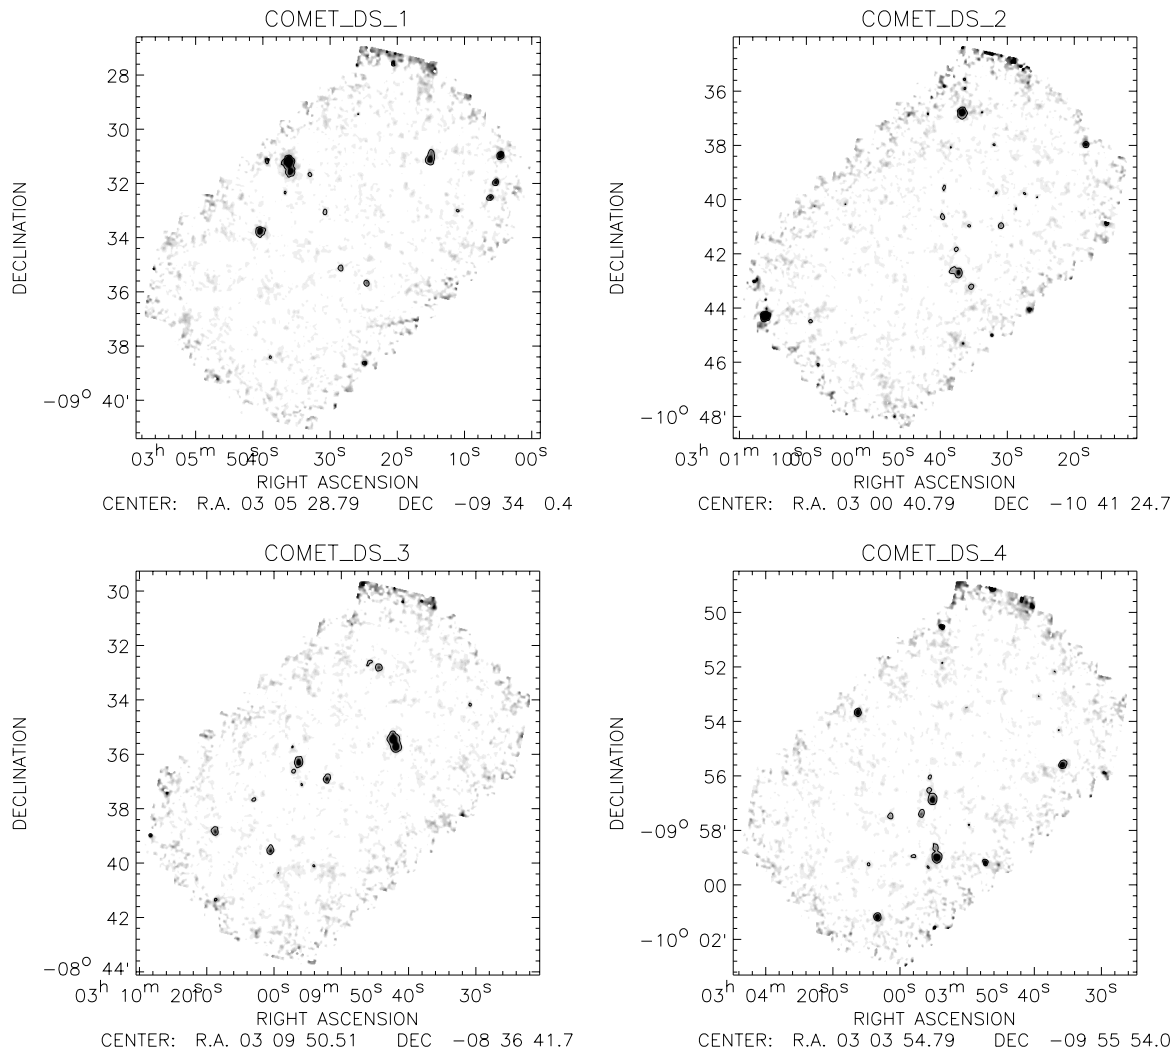 COMET_DS_1
28
30
32
34
36
38
-09° 40'
DECLINATION
03h 05m 50s 40s 30s 20s 10s 00s
RIGHT ASCENSION
CENTER: R.A. 03 05 28.79 DEC -09 34 0.4
COMET_DS_2
36
38
40
42
44
46
-10° 48'
DECLINATION
03h 01m 10s 00s 00m 50s 40s 30s 20s
RIGHT ASCENSION
CENTER: R.A. 03 00 40.79 DEC -10 41 24.7
COMET_DS_3
30
32
34
36
38
40
42
-08° 44'
DECLINATION
03h 10m 20s 10s 00s 09m 50s 40s 30s
RIGHT ASCENSION
CENTER: R.A. 03 09 50.51 DEC -08 36 41.7
COMET_DS_4
50
52
54
56
-09° 58'
00
-10° 02'
DECLINATION
03h 04m 20s 10s 00s 03m 50s 40s 30s
RIGHT ASCENSION
CENTER: R.A. 03 03 54.79 DEC -09 55 54.0